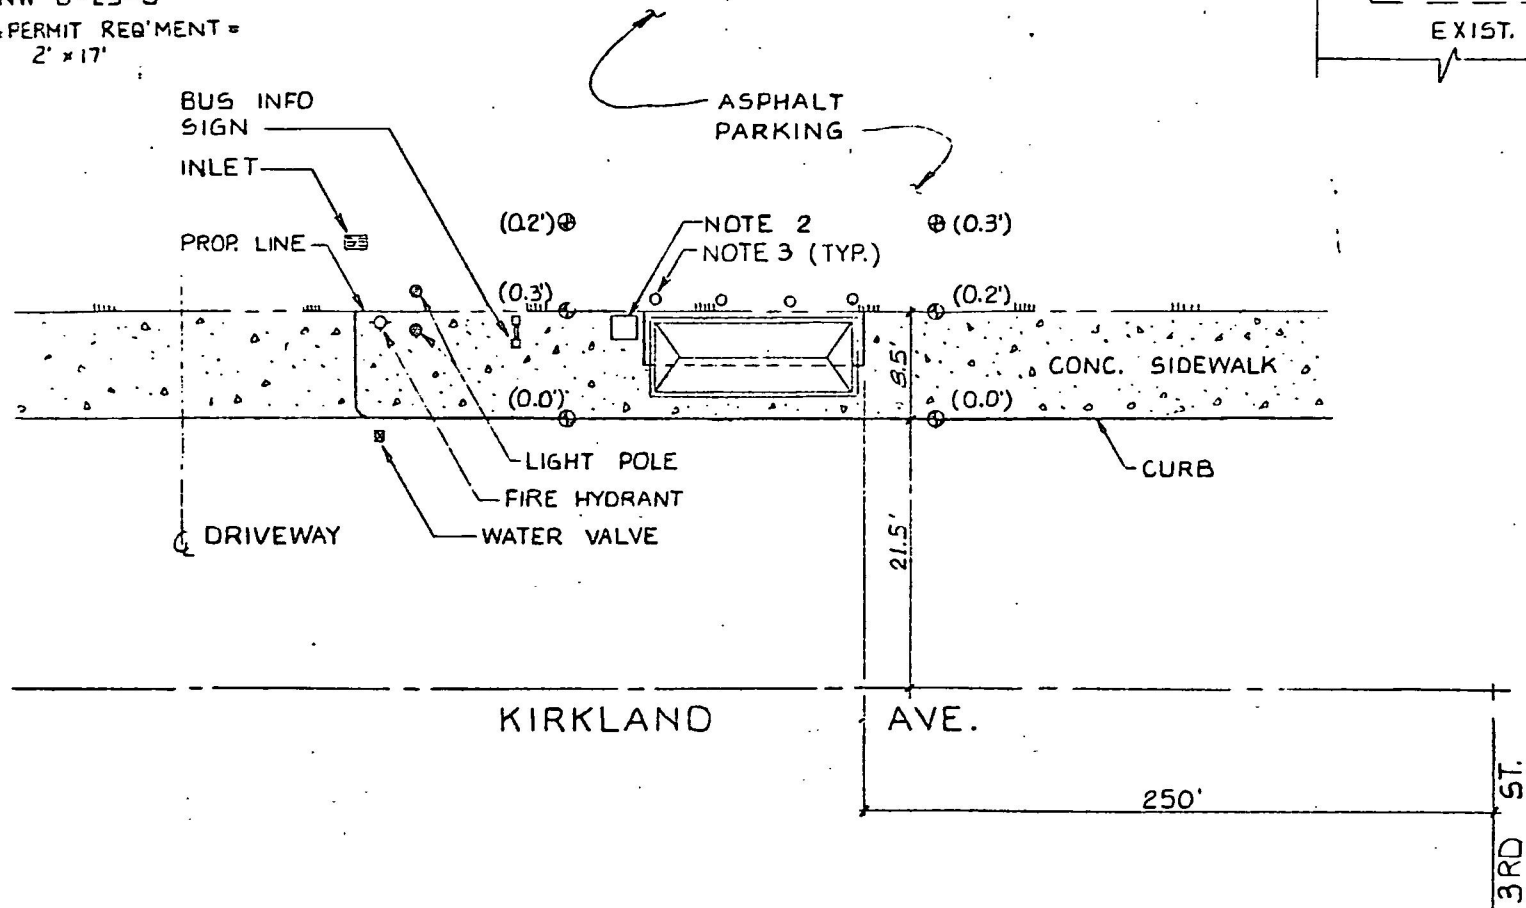 PERMIT REQ'MENT =
2' x 17'
EXIST.
BUS INFO
SIGN
ASPHALT
PARKING
INLET
(0.2')
NOTE 2
(0.3')
PROP. LINE
NOTE 3 (TYP.)
(0.3')
(0.2')
8.5'
CONC. SIDEWALK
(0.0')
(0.0')
LIGHT POLE
CURB
FIRE HYDRANT
℄ DRIVEWAY
WATER VALVE
21.5'
KIRKLAND AVE.
250'
3RD ST.